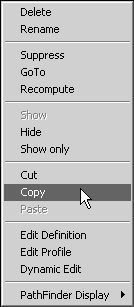 Delete
Rename
Suppress
GoTo
Recompute
Show
Hide
Show only
Cut
Copy
Paste
Edit Definition
Edit Profile
Dynamic Edit
PathFinder Display